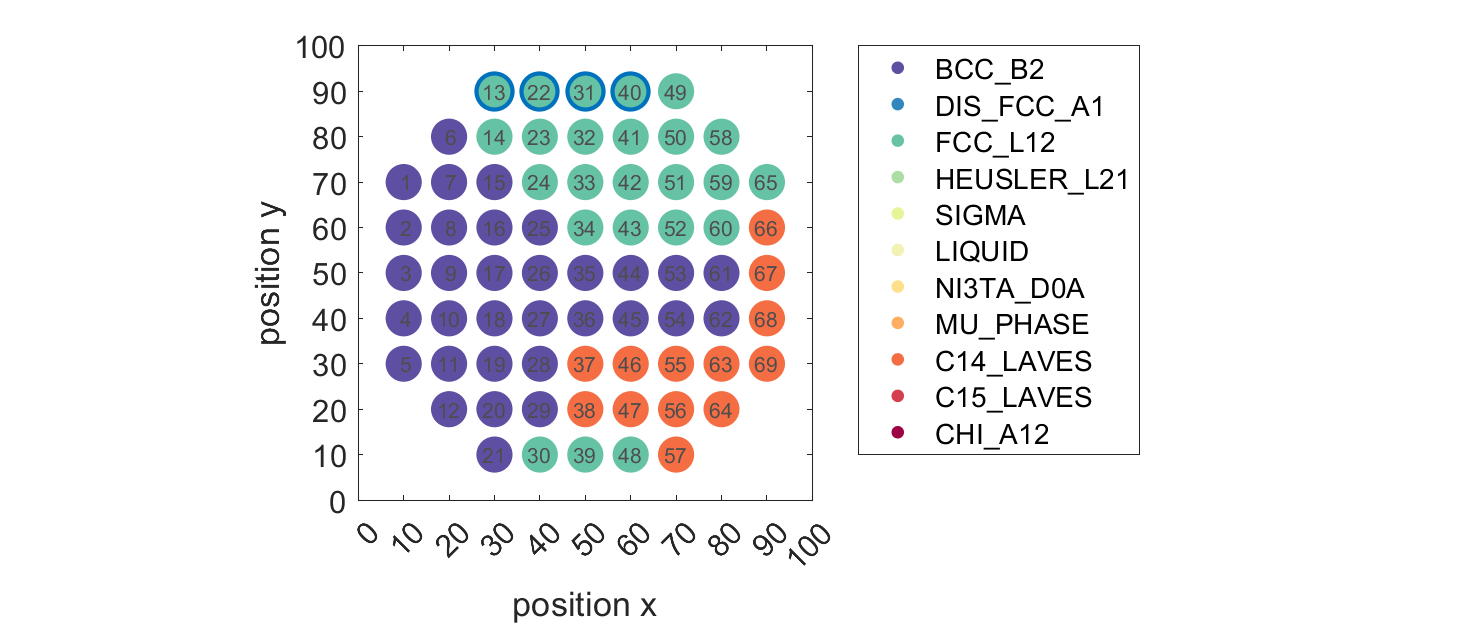 100
90
80
70
60
50
40
30
20
10
0
position y
13 22 31 40 49
6 14 23 32 41 50 58
1 7 15 24 33 42 51 59 65
2 8 16 25 34 43 52 60 66
3 9 17 26 35 44 53 61 67
4 10 18 27 36 45 54 62 68
5 11 19 28 37 46 55 63 69
12 20 29 38 47 56 64
21 30 39 48 57
0 10 20 30 40 50 60 70 80 90 100
position x
BCC_B2
DIS_FCC_A1
FCC_L12
HEUSLER_L21
SIGMA
LIQUID
NI3TA_D0A
MU_PHASE
C14_LAVES
C15_LAVES
CHI_A12